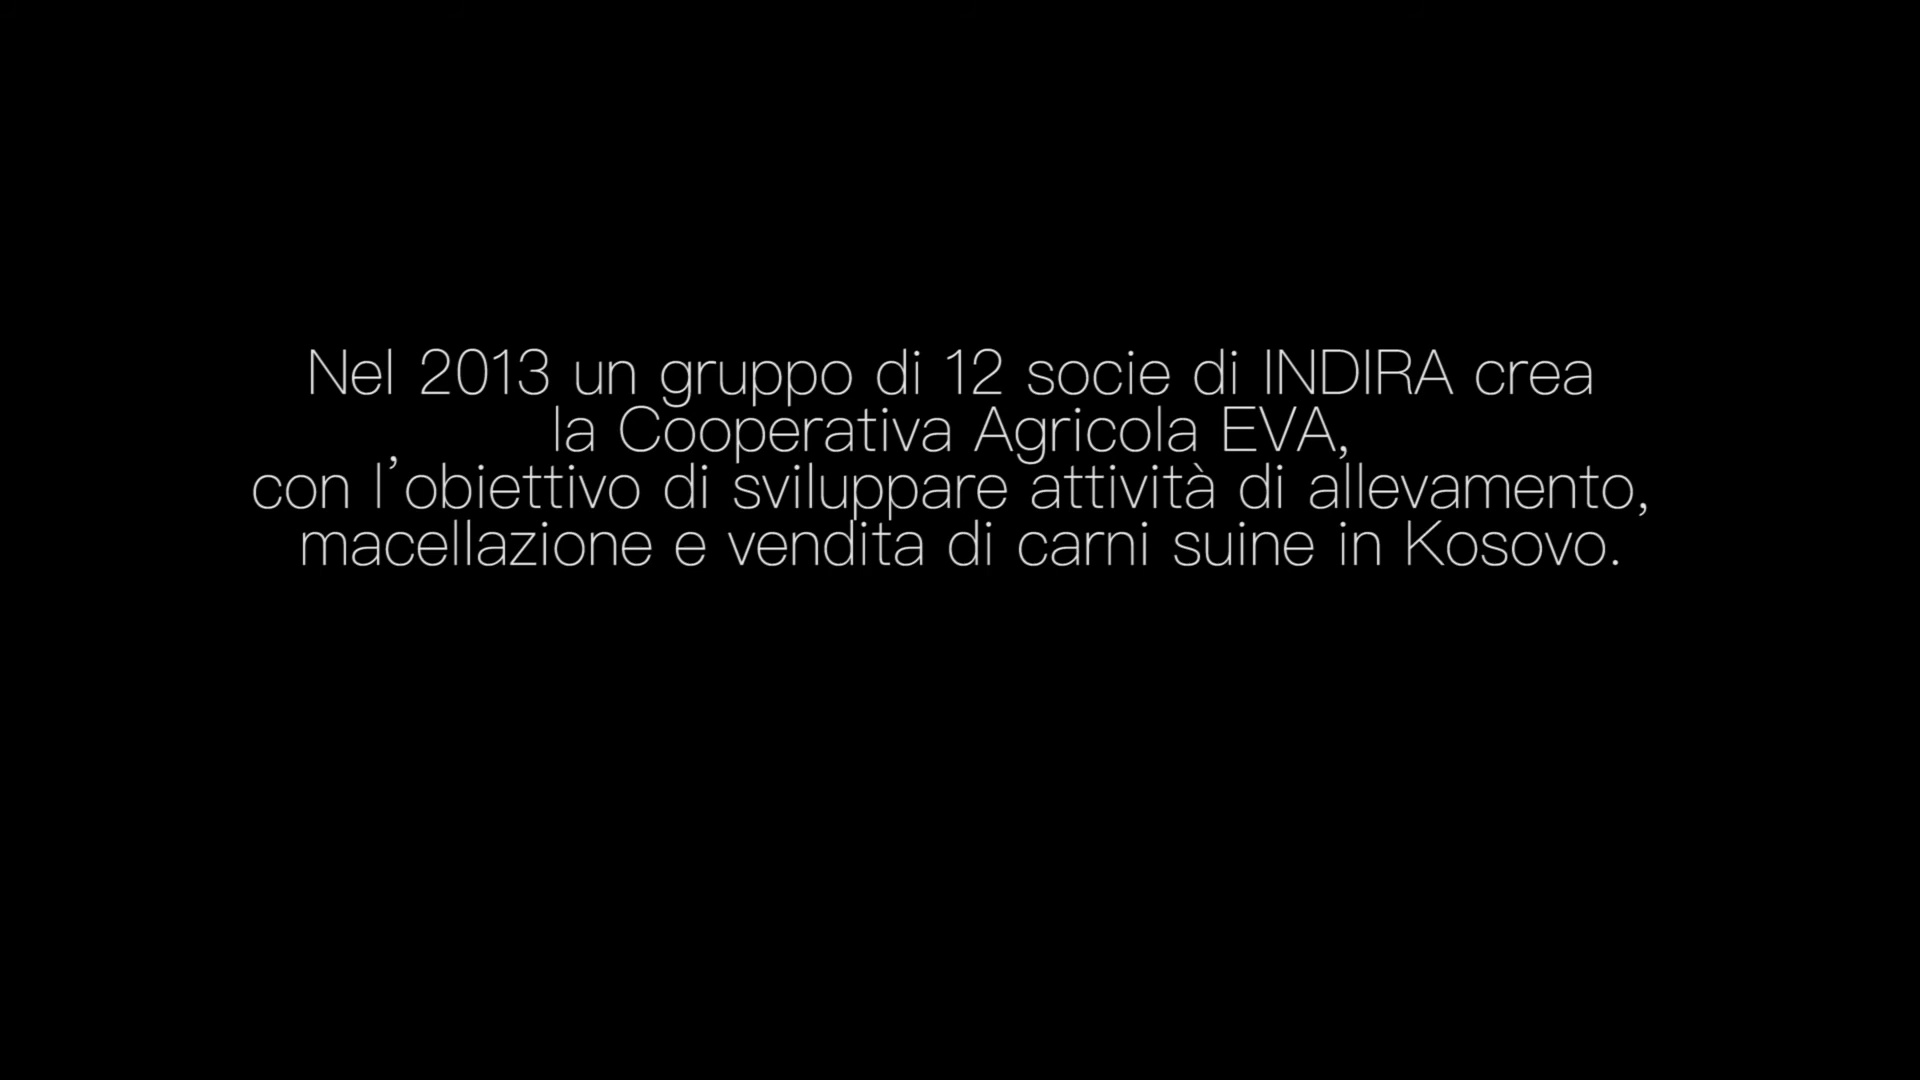 Nel 2013 un gruppo di 12 socie di INDIRA crea
la Cooperativa Agricola EVA,
con l'obiettivo di sviluppare attività di allevamento,
macellazione e vendita di carni suine in Kosovo.